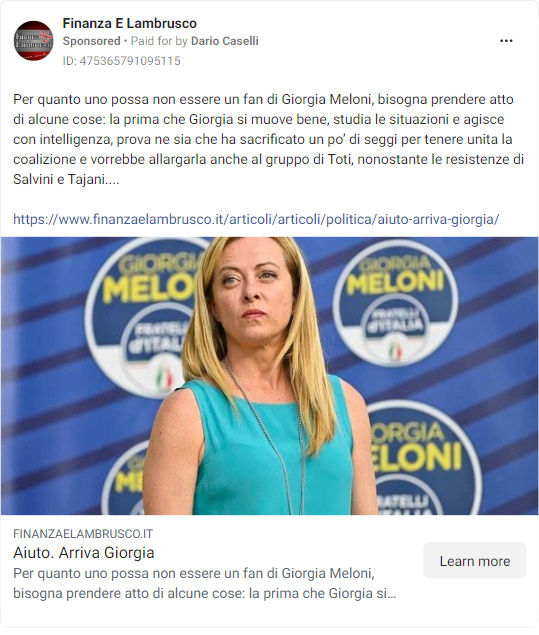 Finanza E Lambrusco
Sponsored • Paid for by Dario Caselli
ID: 475365791095115
Per quanto uno possa non essere un fan di Giorgia Meloni, bisogna prendere atto
di alcune cose: la prima che Giorgia si muove bene, studia le situazioni e agisce
con intelligenza, prova ne sia che ha sacrificato un po’ di seggi per tenere unita la
coalizione e vorrebbe allargarla anche al gruppo di Toti, nonostante le resistenze di
Salvini e Tajani....
https://www.finanzaelambrusco.it/articoli/articoli/politica/aiuto-arriva-giorgia/
GIORGIA
MELONI
FRATELLI
d'ITALIA
GIORGIA
MELONI
FRATELLI
d'ITALIA
GIORGIA
MELONI
FRATELLI
FINANZAELAMBRUSCO.IT
Aiuto. Arriva Giorgia
Per quanto uno possa non essere un fan di Giorgia Meloni,
bisogna prendere atto di alcune cose: la prima che Giorgia si...
Learn more